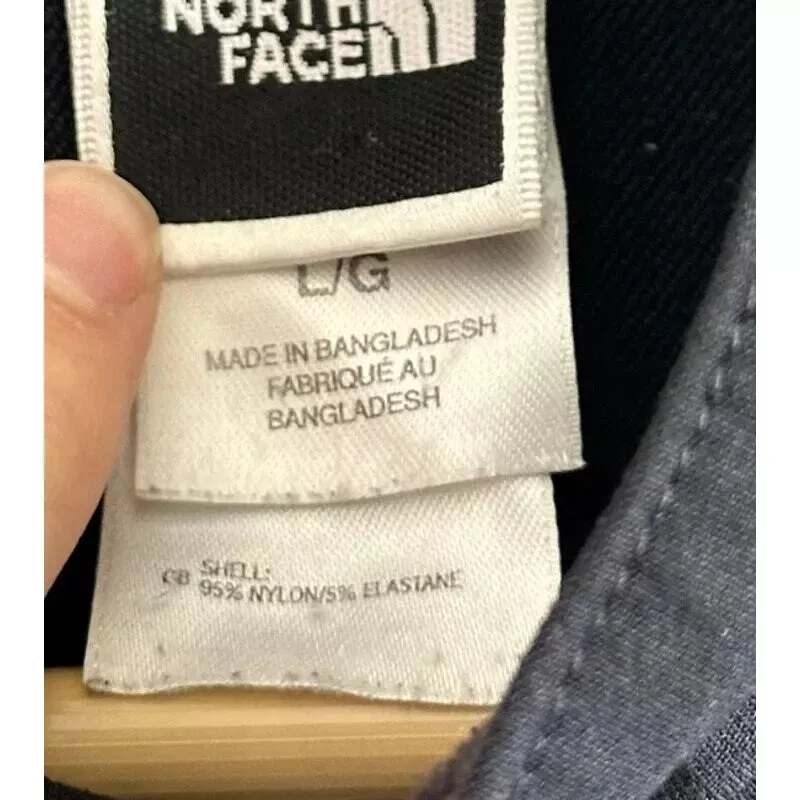 NORTH
FACE
L/G
MADE IN BANGLADESH
FABRIQUÉ AU
BANGLADESH
GB SHELL:
95% NYLON/5% ELASTANE